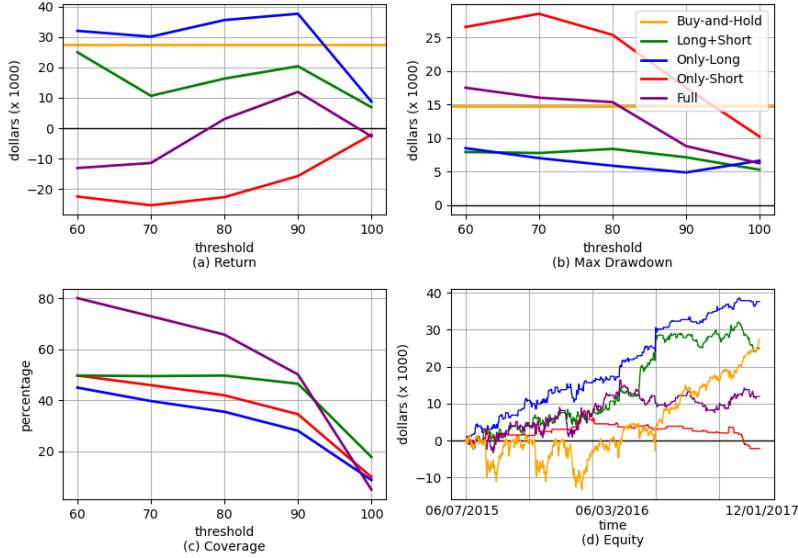 40
30
20
10
0
−10
−20
dollars (x 1000)
60 70 80 90 100
threshold
(a) Return
25
20
15
10
5
0
dollars (x 1000)
Buy-and-Hold
Long+Short
Only-Long
Only-Short
Full
60 70 80 90 100
threshold
(b) Max Drawdown
80
60
40
20
percentage
60 70 80 90 100
threshold
(c) Coverage
40
30
20
10
0
−10
dollars (x 1000)
06/07/2015 06/03/2016 12/01/2017
time
(d) Equity